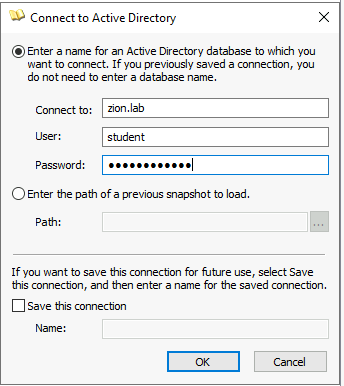 Connect to Active Directory
Enter a name for an Active Directory database to which you
want to connect. If you previously saved a connection, you
do not need to enter a database name.
Connect to: zion.lab
User: student
Password: ●●●●●●●●●●●●
Enter the path of a previous snapshot to load.
Path: ...
If you want to save this connection for future use, select Save
this connection, and then enter a name for the saved connection.
Save this connection
Name:
OK Cancel